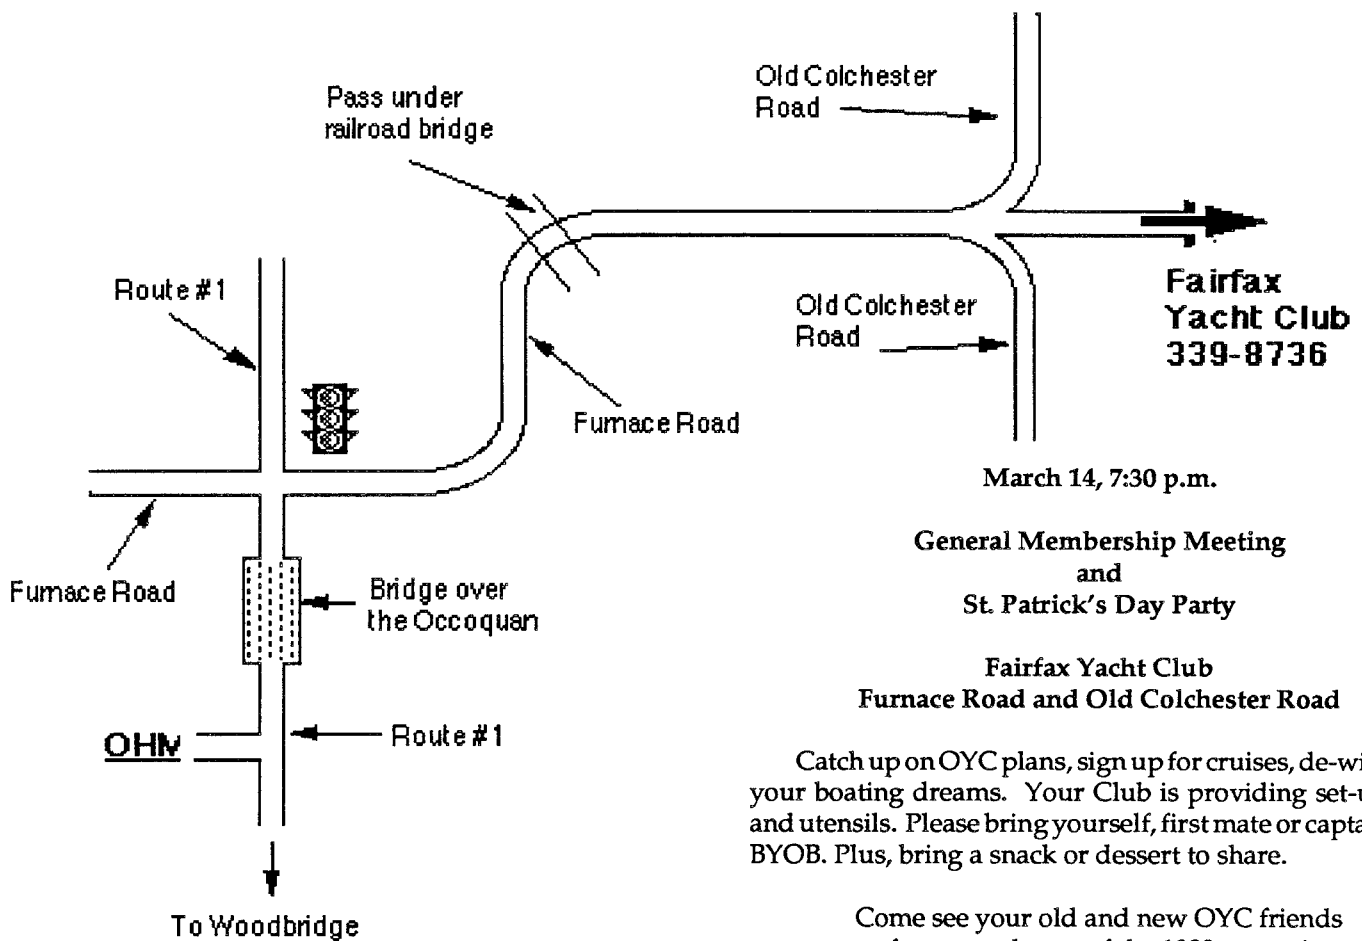 Old Colchester
Road
Pass under
railroad bridge
Route #1
Old Colchester
Road
Fairfax
Yacht Club
339-8736
Furnace Road
March 14, 7:30 p.m.
General Membership Meeting
and
St. Patrick's Day Party
Furnace Road
Bridge over
the Occoquan
Fairfax Yacht Club
Furnace Road and Old Colchester Road
OHM
Route #1
Catch up on OYC plans, sign up for cruises,
your boating dreams. Your Club is providing
and utensils. Please bring yourself, first mate or
BYOB. Plus, bring a snack or dessert to share.
To Woodbridge
Come see your old and new OYC friends